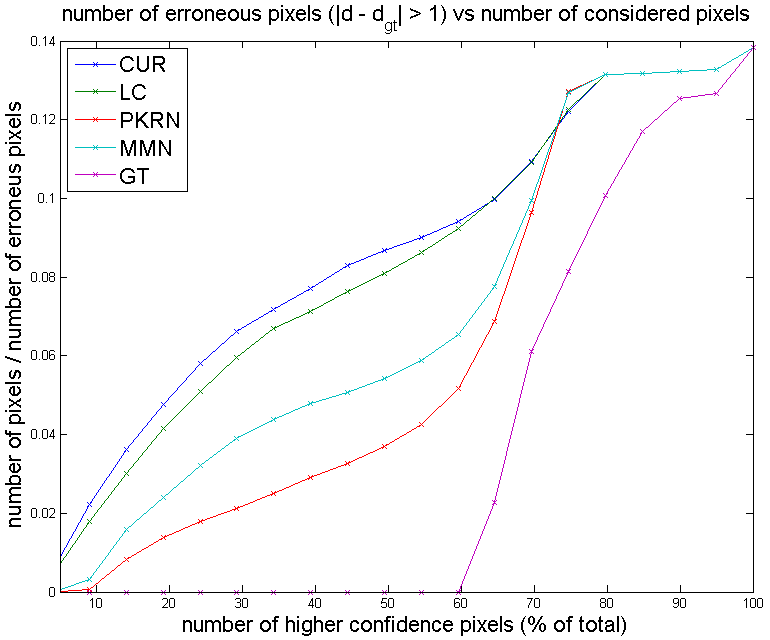 number of erroneous pixels (|d - dgt| > 1) vs number of considered pixels
0.14
0.12
0.1
0.08
0.06
0.04
0.02
0
CUR
LC
PKRN
MMN
GT
number of pixels / number of erroneus pixels
10 20 30 40 50 60 70 80 90 100
number of higher confidence pixels (% of total)